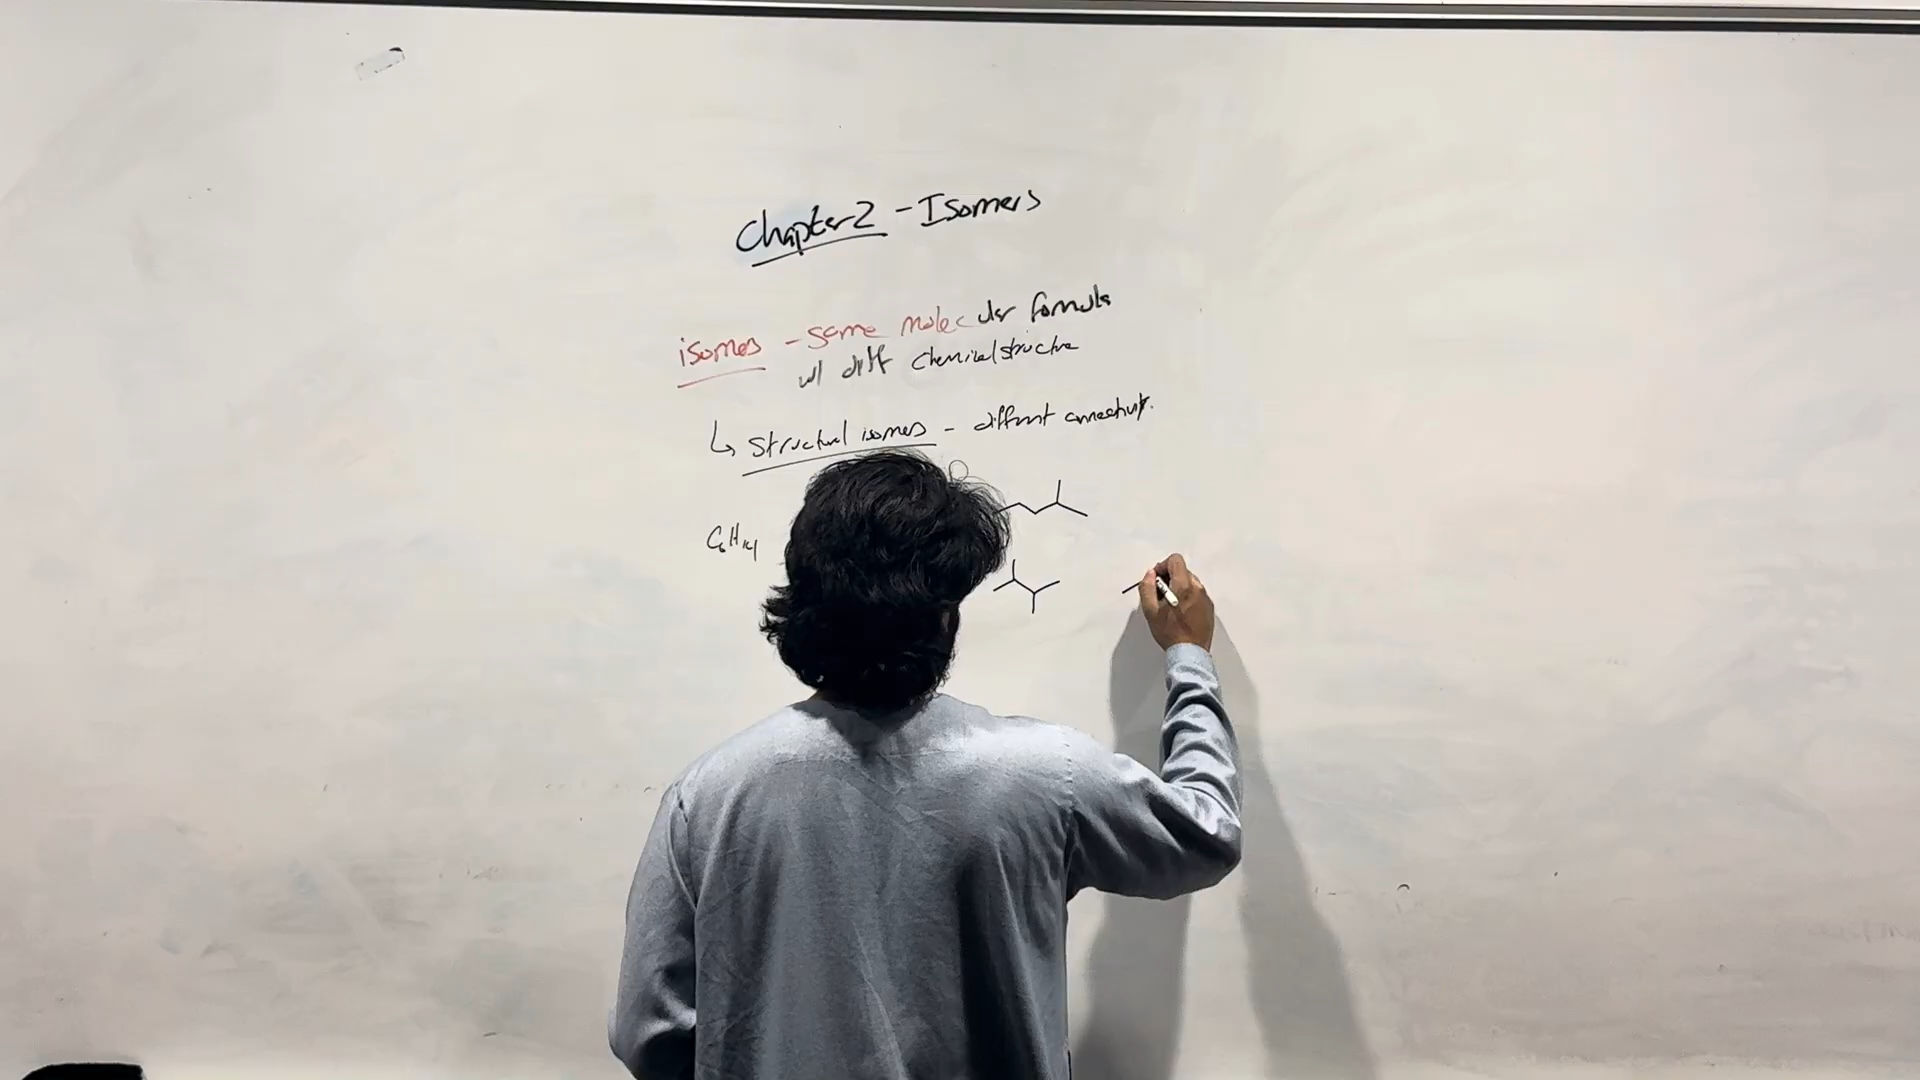 Chapter 2 - Isomers
isomers - same molecular formula
w/ diff chemical structure
↳ Structural isomers - different connectivity.
C₆H₁₄